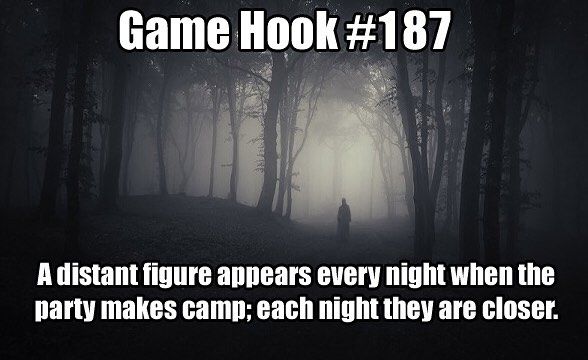 Game Hook #187
A distant figure appears every night when the
party makes camp; each night they are closer.